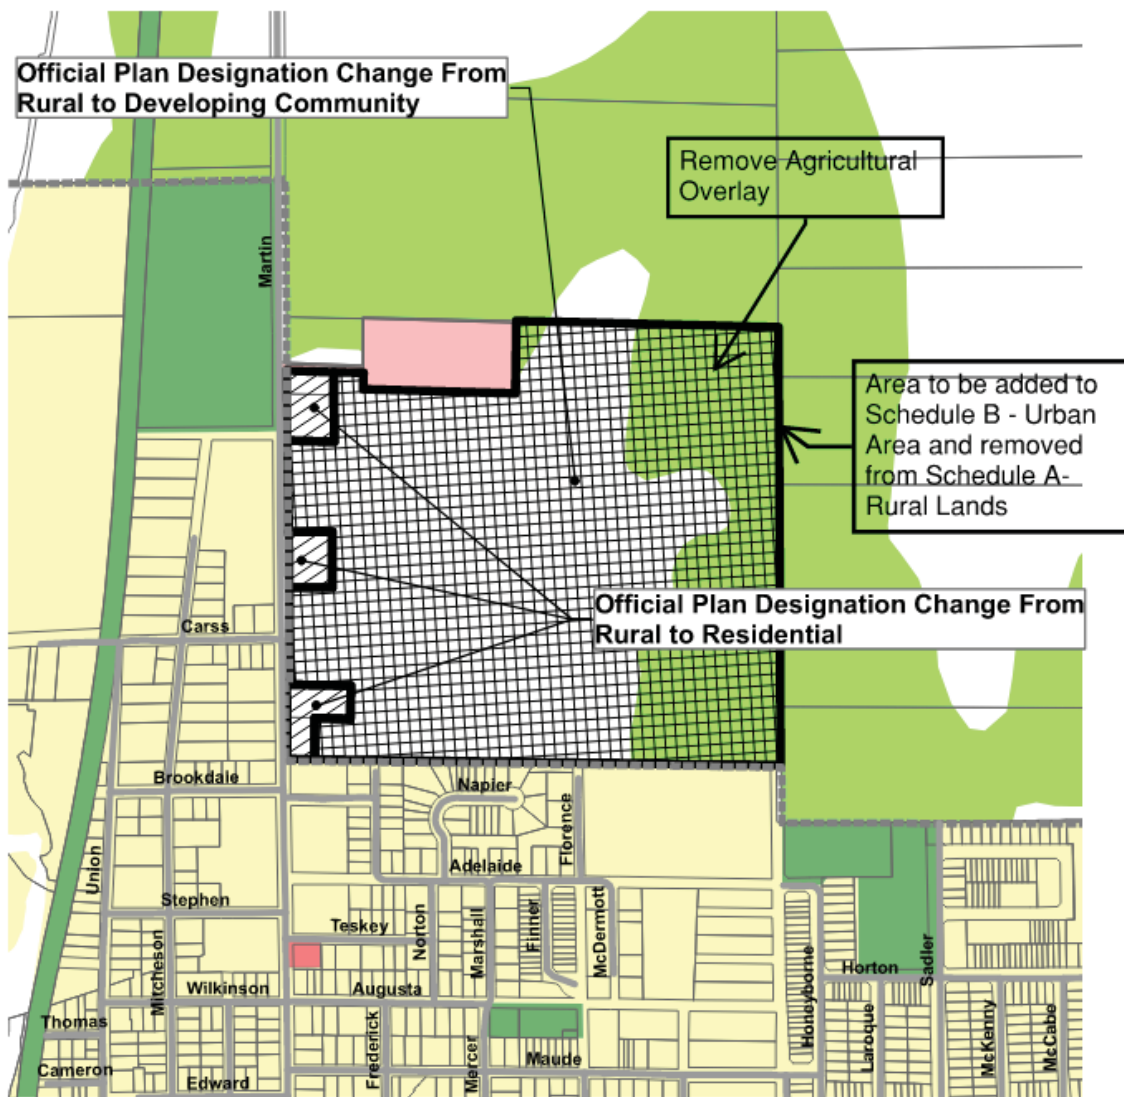 Official Plan Designation Change From
Rural to Developing Community
Remove Agricultural
Overlay
Martin
Area to be added to
Schedule B - Urban
Area and removed
from Schedule A-
Rural Lands
Official Plan Designation Change From
Rural to Residential
Carss
Brookdale
Napier
Florence
Union
Adelaide
Stephen
Teskey
Norton
Marshall
Finner
McDermott
Mitcheson
Honeyborne
Horton
Sadler
Wilkinson
Augusta
Thomas
Frederick
Mercer
Maude
Laroque
McKenny
McCabe
Cameron
Edward